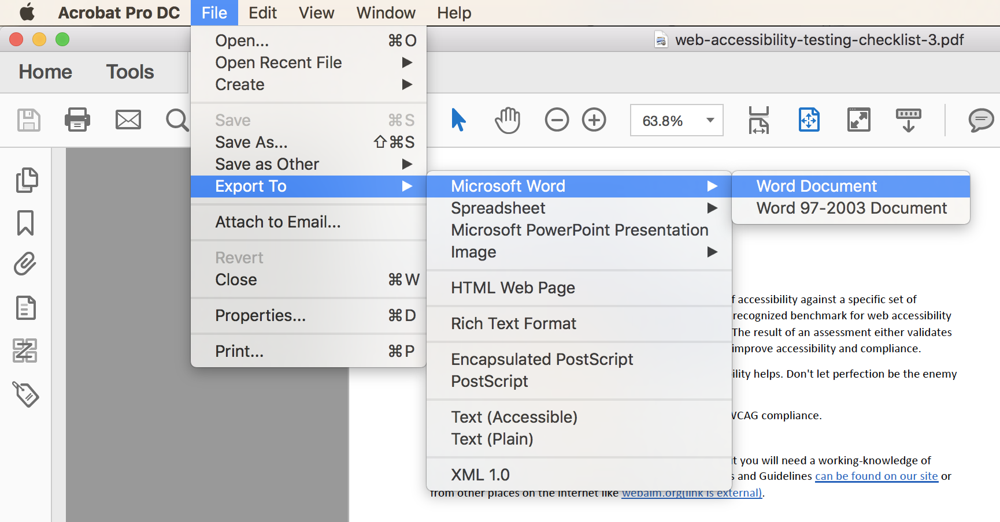 Acrobat Pro DC File Edit View Window Help
web-accessibility-testing-checklist-3.pdf
Home Tools
63.8%
Open... ⌘O
Open Recent File ▶
Create ▶
Save ⌘S
Save As... ⇧⌘S
Save as Other ▶
Export To ▶
Attach to Email...
Revert
Close ⌘W
Properties... ⌘D
Print... ⌘P
Microsoft Word ▶
Spreadsheet ▶
Microsoft PowerPoint Presentation
Image ▶
HTML Web Page
Rich Text Format
Encapsulated PostScript
PostScript
Text (Accessible)
Text (Plain)
XML 1.0
Word Document
Word 97-2003 Document
f accessibility against a specific set of
recognized benchmark for web accessibility
The result of an assessment either validates
improve accessibility and compliance.
ility helps. Don't let perfection be the enemy
WCAG compliance.
t you will need a working-knowledge of
s and Guidelines can be found on our site or
from other places on the internet like webaim.org(link is external).